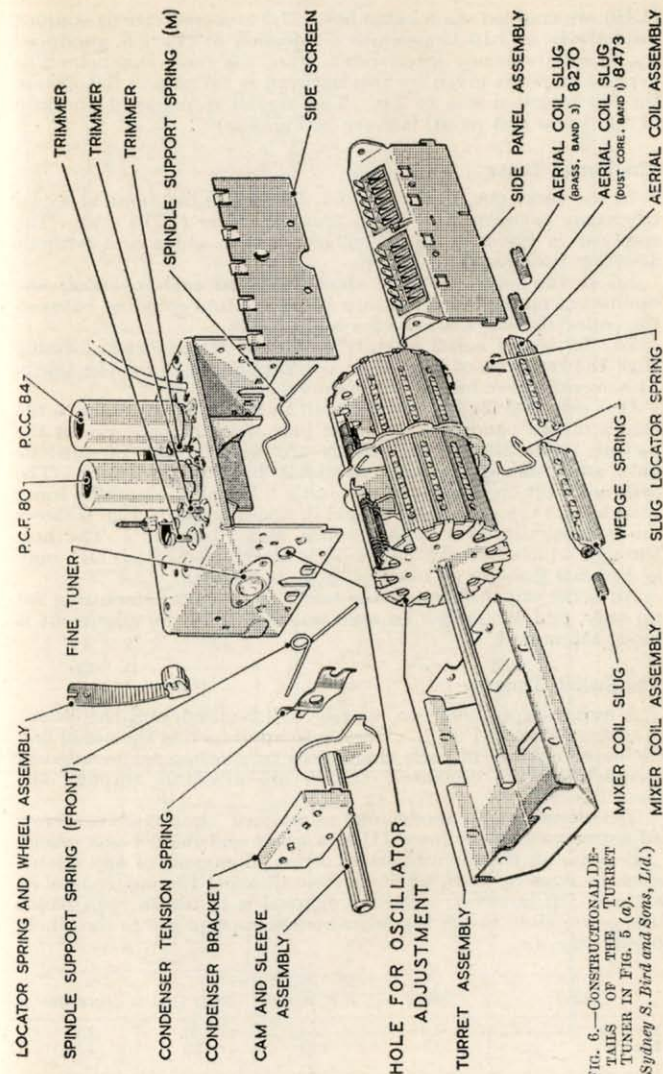 LOCATOR SPRING AND WHEEL ASSEMBLY
SPINDLE SUPPORT SPRING (FRONT)
CONDENSER TENSION SPRING
CONDENSER BRACKET
CAM AND SLEEVE
ASSEMBLY
HOLE FOR OSCILLATOR
ADJUSTMENT
TURRET ASSEMBLY
FINE TUNER
P.C.F. 80
P.C.C. 84
TRIMMER
TRIMMER
TRIMMER
SPINDLE SUPPORT SPRING (M)
SIDE SCREEN
SIDE PANEL ASSEMBLY
AERIAL COIL SLUG
(BRASS, BAND 3) 8270
AERIAL COIL SLUG
(DUST CORE, BAND 1) 8473
AERIAL COIL ASSEMBLY
WEDGE SPRING
SLUG LOCATOR SPRING
MIXER COIL SLUG
MIXER COIL ASSEMBLY
FIG. 6.—CONSTRUCTIONAL DE-
TAILS OF THE TURRET
TUNER IN FIG. 5 (a).
(Sydney S. Bird and Sons, Ltd.)